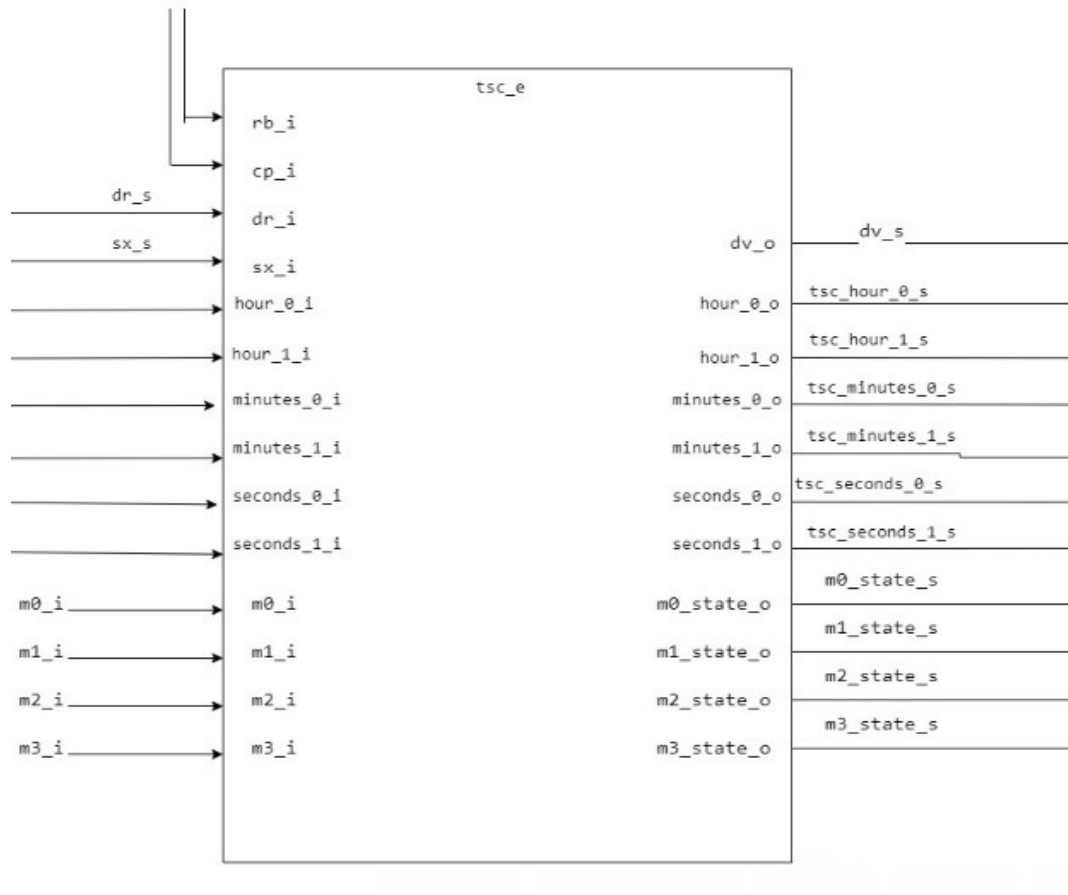 tsc_e
rb_i
cp_i
dr_s
dr_i
sx_s
sx_i
dv_o
dv_s
hour_0_i
hour_0_o
tsc_hour_0_s
hour_1_i
hour_1_o
tsc_hour_1_s
minutes_0_i
minutes_0_o
tsc_minutes_0_s
minutes_1_i
minutes_1_o
tsc_minutes_1_s
seconds_0_i
seconds_0_o
tsc_seconds_0_s
seconds_1_i
seconds_1_o
tsc_seconds_1_s
m0_i
m0_i
m0_state_o
m0_state_s
m1_i
m1_i
m1_state_o
m1_state_s
m2_i
m2_i
m2_state_o
m2_state_s
m3_i
m3_i
m3_state_o
m3_state_s